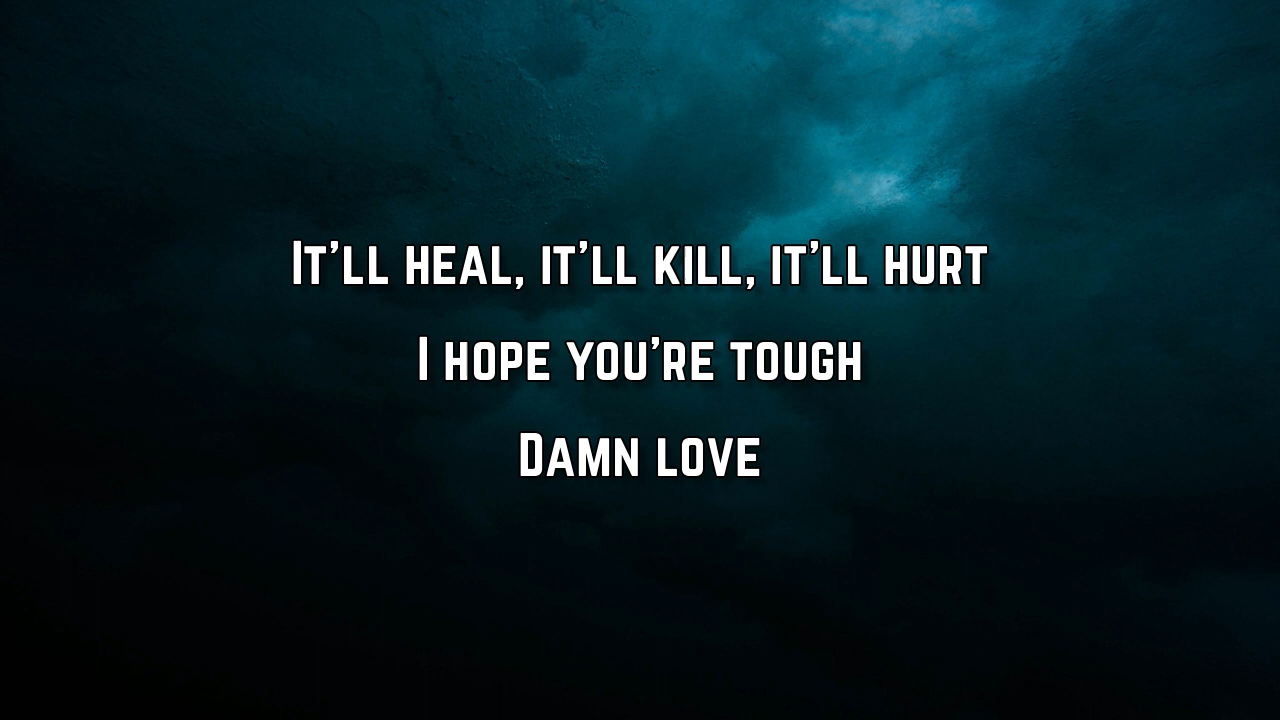 It’ll heal, it’ll kill, it’ll hurt
I hope you’re tough
Damn love